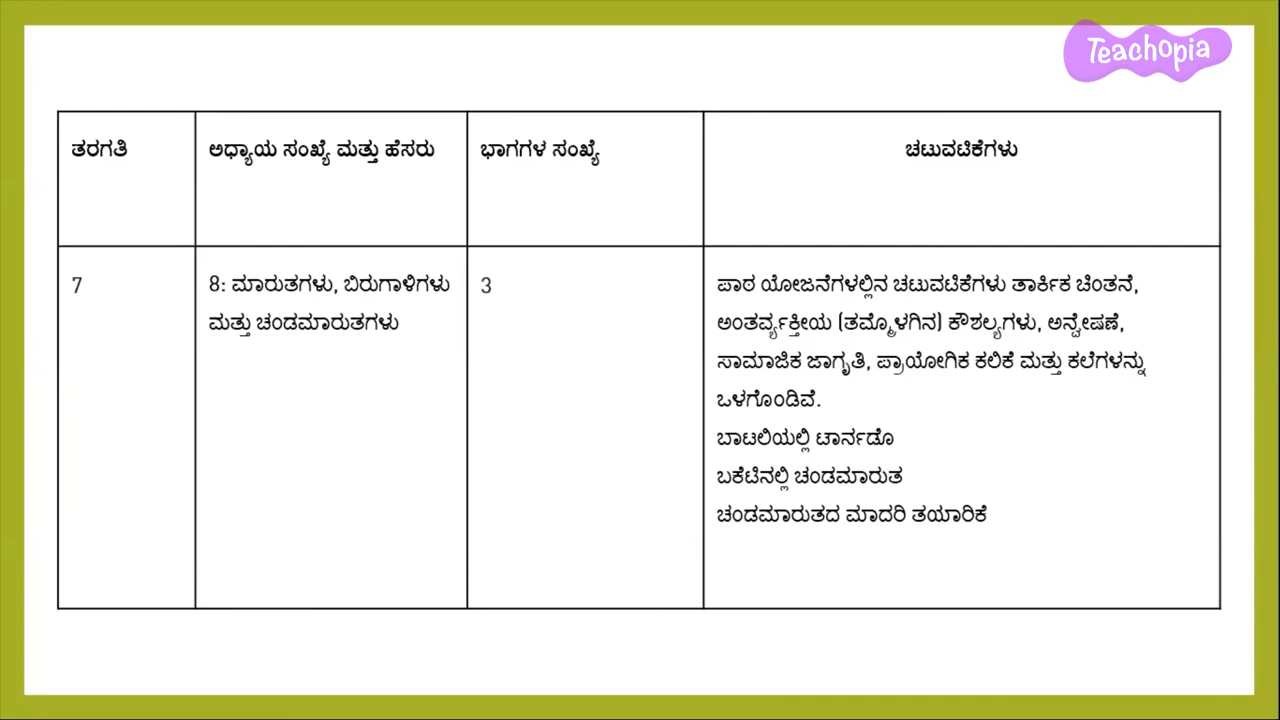 Teachopia
ತರಗತಿ
ಅಧ್ಯಾಯ ಸಂಖ್ಯೆ ಮತ್ತು ಹೆಸರು
ಭಾಗಗಳ ಸಂಖ್ಯೆ
ಚಟುವಟಿಕೆಗಳು
7
8: ಮಾರುತಗಳು, ಬಿರುಗಾಳಿಗಳು
ಮತ್ತು ಚಂಡಮಾರುತಗಳು
3
ಪಾಠ ಯೋಜನೆಗಳಲ್ಲಿನ ಚಟುವಟಿಕೆಗಳು ತಾರ್ಕಿಕ ಚಿಂತನೆ,
ಅಂತರ್ವ್ಯಕ್ತೀಯ (ತಮ್ಮೊಳಗಿನ) ಕೌಶಲ್ಯಗಳು, ಅನ್ವೇಷಣೆ,
ಸಾಮಾಜಿಕ ಜಾಗೃತಿ, ಪ್ರಾಯೋಗಿಕ ಕಲಿಕೆ ಮತ್ತು ಕಲೆಗಳನ್ನು
ಒಳಗೊಂಡಿವೆ.
ಬಾಟಲಿಯಲ್ಲಿ ಟಾರ್ನಡೊ
ಬಕೆಟಿನಲ್ಲಿ ಚಂಡಮಾರುತ
ಚಂಡಮಾರುತದ ಮಾದರಿ ತಯಾರಿಕೆ